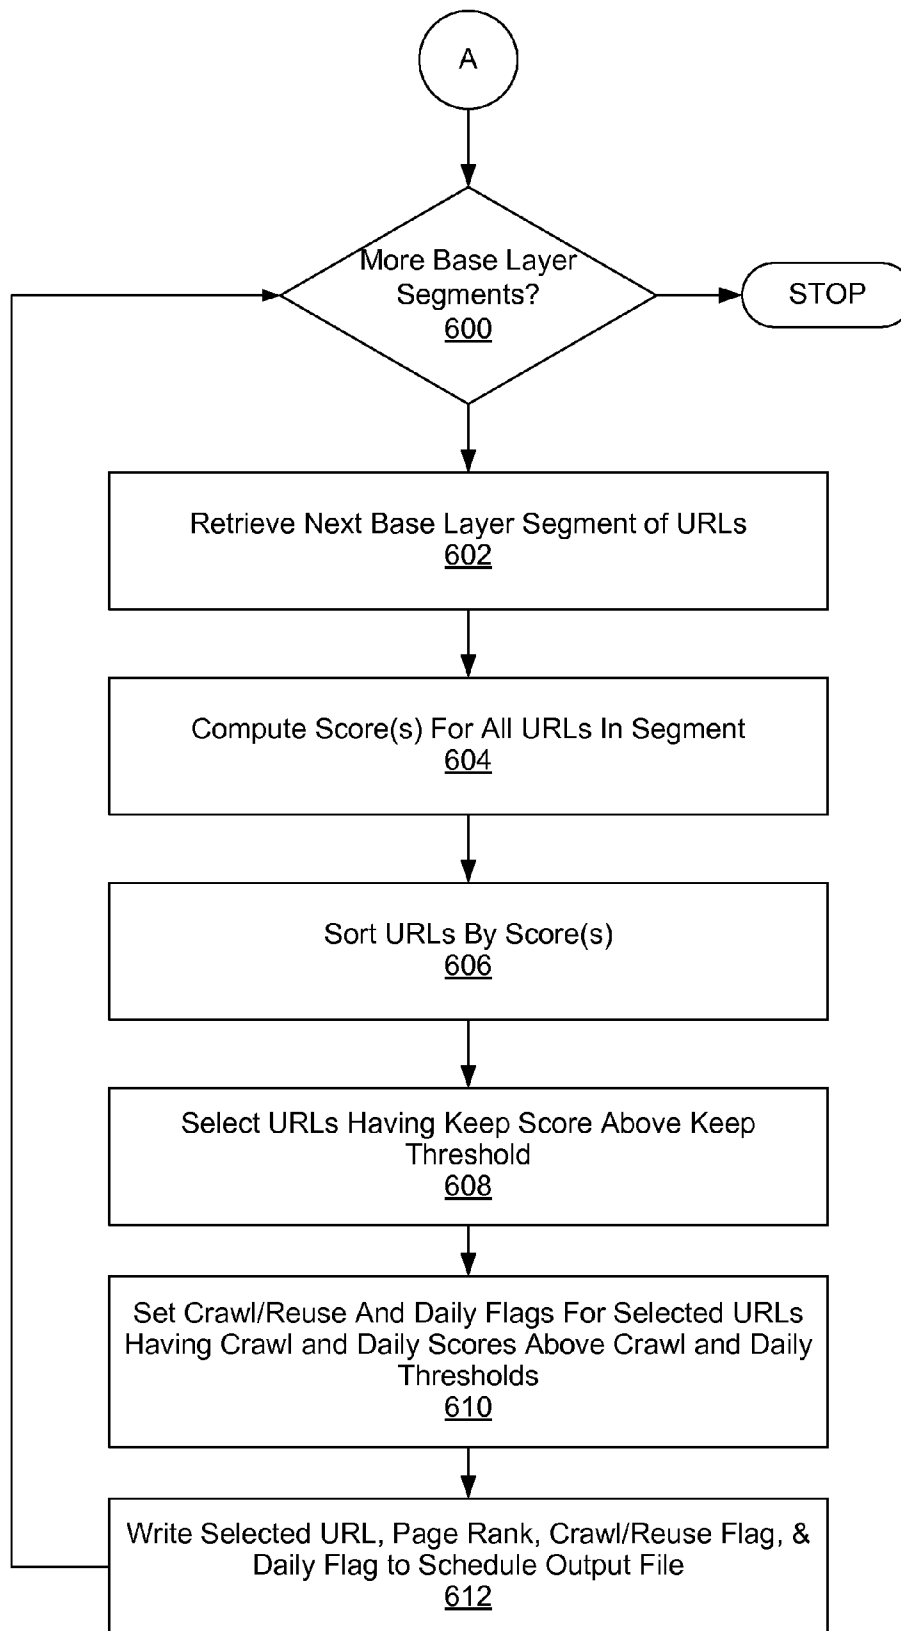 A
More Base Layer
Segments?
600
STOP
Retrieve Next Base Layer Segment of URLs
602
Compute Score(s) For All URLs In Segment
604
Sort URLs By Score(s)
606
Select URLs Having Keep Score Above Keep
Threshold
608
Set Crawl/Reuse And Daily Flags For Selected URLs
Having Crawl and Daily Scores Above Crawl and Daily
Thresholds
610
Write Selected URL, Page Rank, Crawl/Reuse Flag, &
Daily Flag to Schedule Output File
612